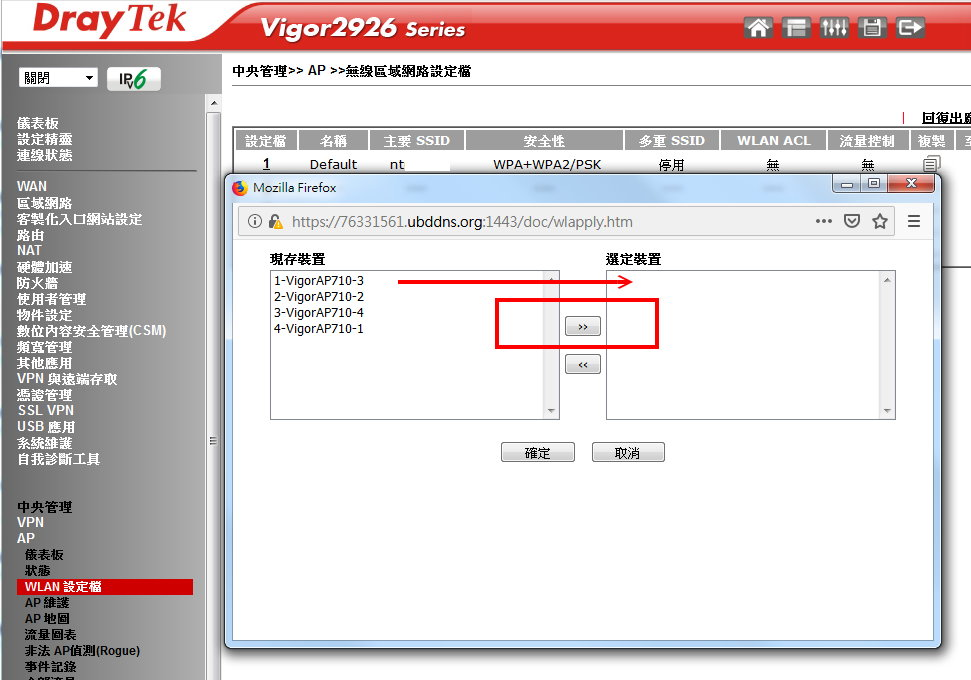 DrayTek
Vigor2926 Series
關閉
IPv6
中央管理>> AP >>無線區域網路設定檔
儀表板
設定精靈
連線狀態
WAN
區域網路
客製化入口網站設定
路由
NAT
硬體加速
防火牆
使用者管理
物件設定
數位內容安全管理(CSM)
頻寬管理
其他應用
VPN 與遠端存取
憑證管理
SSL VPN
USB 應用
系統維護
自我診斷工具
中央管理
VPN
AP
儀表板
狀態
WLAN 設定檔
AP 維護
AP 地圖
流量圖表
非法 AP偵測(Rogue)
事件記錄
| 回復出
設定檔 名稱 主要 SSID 安全性 多重 SSID WLAN ACL 流量控制 複製
1 Default nt WPA+WPA2/PSK 停用 無 無
Mozilla Firefox
https://76331561.ubddns.org:1443/doc/wlapply.htm
現存裝置 選定裝置
1-VigorAP710-3
2-VigorAP710-2
3-VigorAP710-4
4-VigorAP710-1
>>
<<
確定 取消